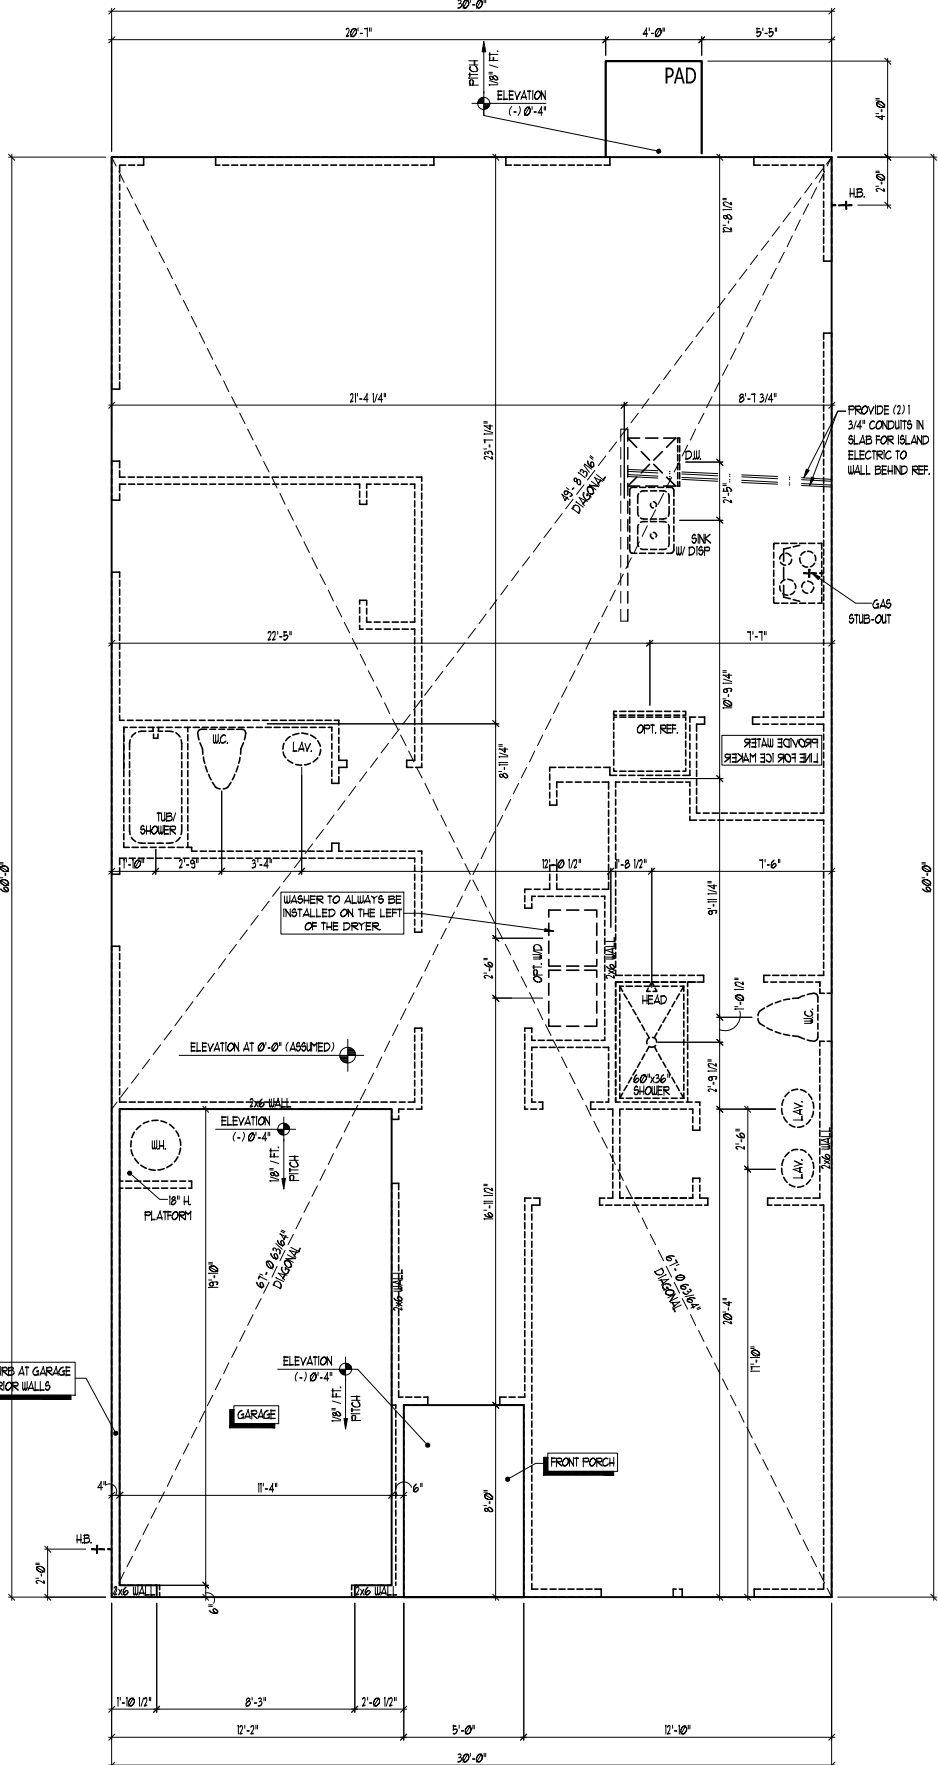 30'-0"
20'-7"
4'-0"
5'-5"
PITCH
1/8" / FT.
PAD
ELEVATION
(-) 0'-4"
4'-0"
2'-0"
H.B.
12'-8 1/2"
21'-4 1/4"
8'-7 3/4"
PROVIDE (2) 1
3/4" CONDUITS IN
SLAB FOR ISLAND
ELECTRIC TO
WALL BEHIND REF.
23'-7 1/4"
49'- 8 13/16"
DIAGONAL
D.W.
2'-5"
SINK
W/ DISP
GAS
STUB-OUT
22'-5"
7'-7"
10'-9 1/4"
OPT. REF.
PROVIDE WATER
LINE FOR ICE MAKER
W.C.
LAV.
8'-11 1/4"
TUB/
SHOWER
1'-10"
2'-9"
3'-4"
12'-10 1/2"
1'-8 1/2"
7'-6"
60'-0"
60'-0"
WASHER TO ALWAYS BE
INSTALLED ON THE LEFT
OF THE DRYER
9'-11 1/4"
2'-6"
OPT. W/D
2x6 WALL
HEAD
1'-0 1/2"
W.C.
ELEVATION AT 0'-0" (ASSUMED)
60"x36"
SHOWER
2'-9 1/2"
2x6 WALL
ELEVATION
(-) 0'-4"
LAV.
W.H.
1/8" / FT.
PITCH
2'-6"
LAV.
2x6 WALL
18" H.
PLATFORM
16'-11 1/2"
67'- 0 63/64"
DIAGONAL
67'- 0 63/64"
DIAGONAL
19'-10"
2x6 WALL
20'-4"
17'-10"
RB AT GARAGE
RIOR WALLS
ELEVATION
(-) 0'-4"
1/8" / FT.
PITCH
GARAGE
FRONT PORCH
4"
11'-4"
6"
8'-0"
H.B.
2'-0"
2x6 WALL
2x6 WALL
6"
1'-10 1/2"
8'-3"
2'-0 1/2"
12'-2"
5'-0"
12'-10"
30'-0"